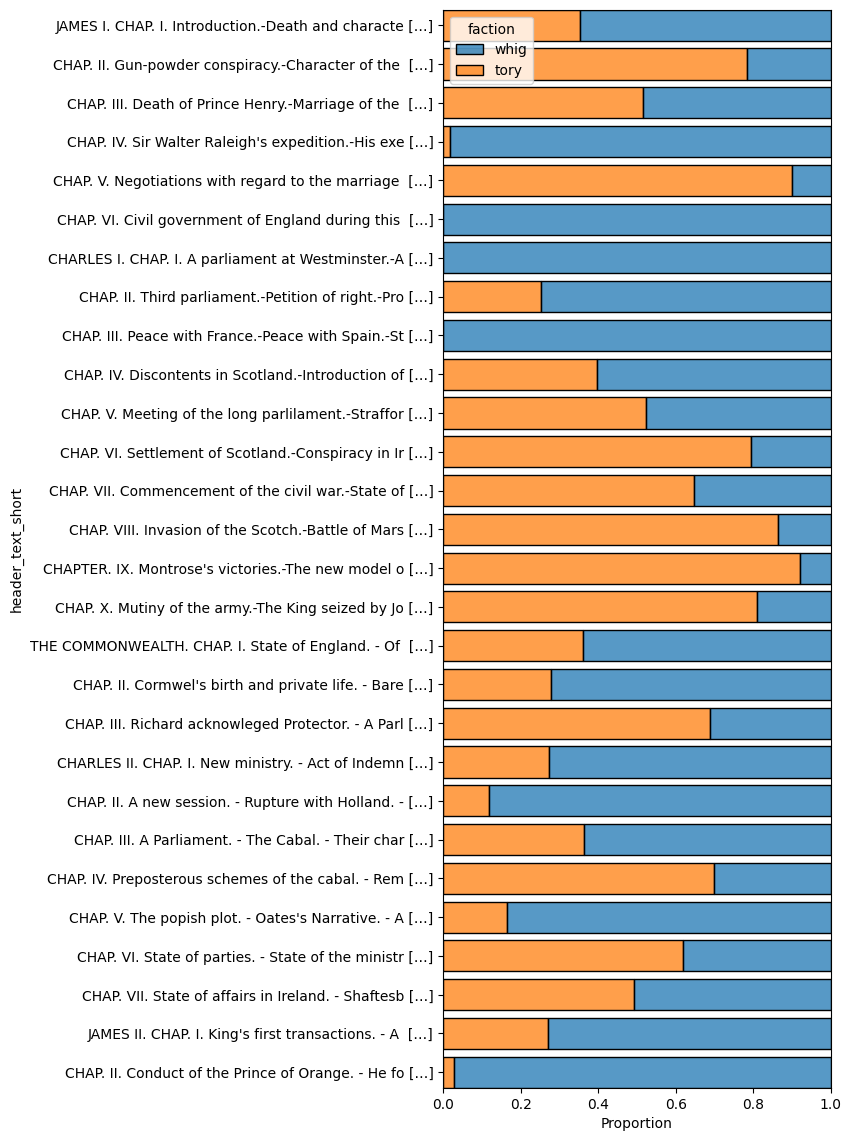 JAMES I. CHAP. I. Introduction.-Death and characte [...]
faction
whig
tory
CHAP. II. Gun-powder conspiracy.-Character of the [...]
CHAP. III. Death of Prince Henry.-Marriage of the [...]
CHAP. IV. Sir Walter Raleigh's expedition.-His exe [...]
CHAP. V. Negotiations with regard to the marriage [...]
CHAP. VI. Civil government of England during this [...]
CHARLES I. CHAP. I. A parliament at Westminster.-A [...]
CHAP. II. Third parliament.-Petition of right.-Pro [...]
CHAP. III. Peace with France.-Peace with Spain.-St [...]
CHAP. IV. Discontents in Scotland.-Introduction of [...]
CHAP. V. Meeting of the long parlilament.-Straffor [...]
CHAP. VI. Settlement of Scotland.-Conspiracy in Ir [...]
CHAP. VII. Commencement of the civil war.-State of [...]
CHAP. VIII. Invasion of the Scotch.-Battle of Mars [...]
CHAPTER. IX. Montrose's victories.-The new model o [...]
CHAP. X. Mutiny of the army.-The King seized by Jo [...]
THE COMMONWEALTH. CHAP. I. State of England. - Of [...]
CHAP. II. Cormwel's birth and private life. - Bare [...]
CHAP. III. Richard acknowleged Protector. - A Parl [...]
CHARLES II. CHAP. I. New ministry. - Act of Indemn [...]
CHAP. II. A new session. - Rupture with Holland. - [...]
CHAP. III. A Parliament. - The Cabal. - Their char [...]
CHAP. IV. Preposterous schemes of the cabal. - Rem [...]
CHAP. V. The popish plot. - Oates's Narrative. - A [...]
CHAP. VI. State of parties. - State of the ministr [...]
CHAP. VII. State of affairs in Ireland. - Shaftesb [...]
JAMES II. CHAP. I. King's first transactions. - A [...]
CHAP. II. Conduct of the Prince of Orange. - He fo [...]
header_text_short
0.0 0.2 0.4 0.6 0.8 1.0
Proportion